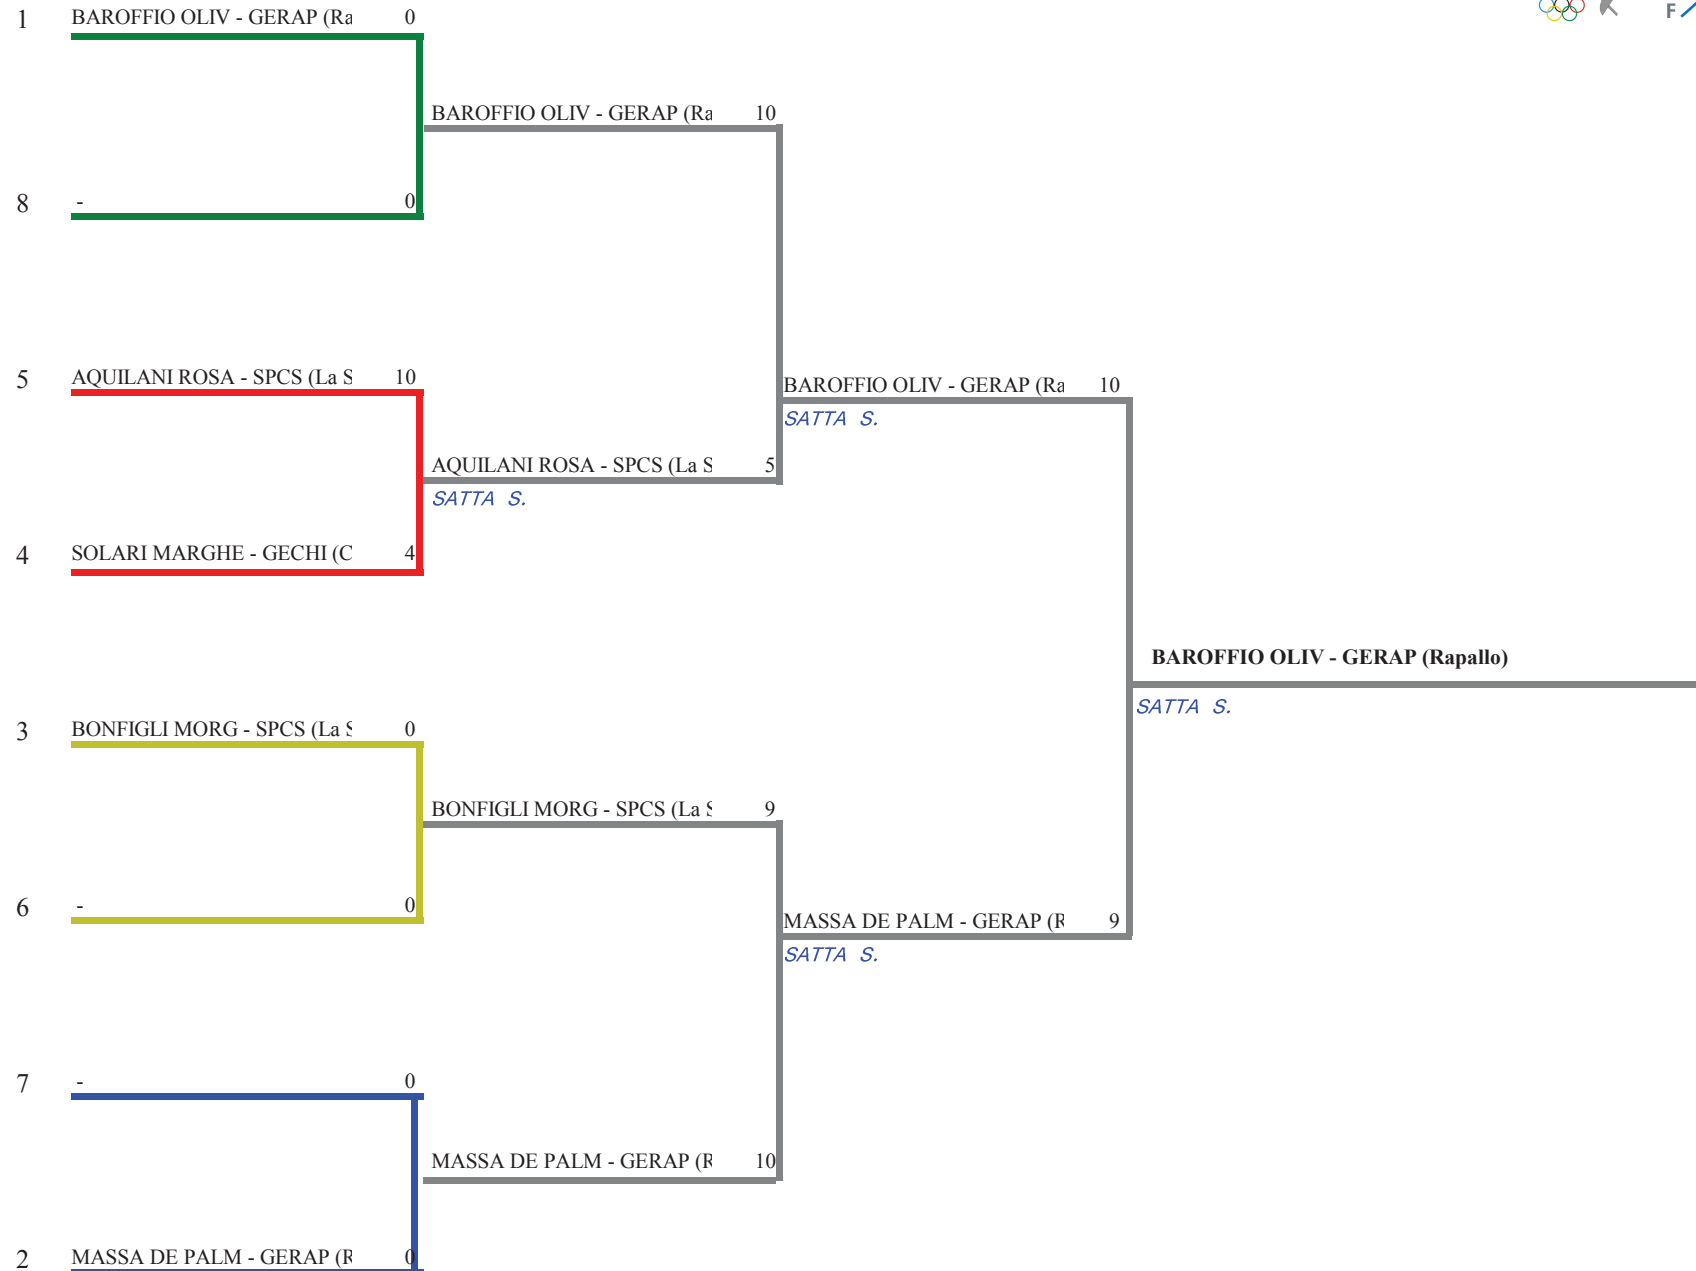 1 BAROFFIO OLIV - GERAP (Ra 0
F
BAROFFIO OLIV - GERAP (Ra 10
8 - 0
5 AQUILANI ROSA - SPCS (La S 10
BAROFFIO OLIV - GERAP (Ra 10
SATTA S.
AQUILANI ROSA - SPCS (La S 5
SATTA S.
4 SOLARI MARGHE - GECHI (C 4
BAROFFIO OLIV - GERAP (Rapallo)
SATTA S.
3 BONFIGLI MORG - SPCS (La S 0
BONFIGLI MORG - SPCS (La S 9
6 - 0
MASSA DE PALM - GERAP (R 9
SATTA S.
7 - 0
MASSA DE PALM - GERAP (R 10
2 MASSA DE PALM - GERAP (R 0